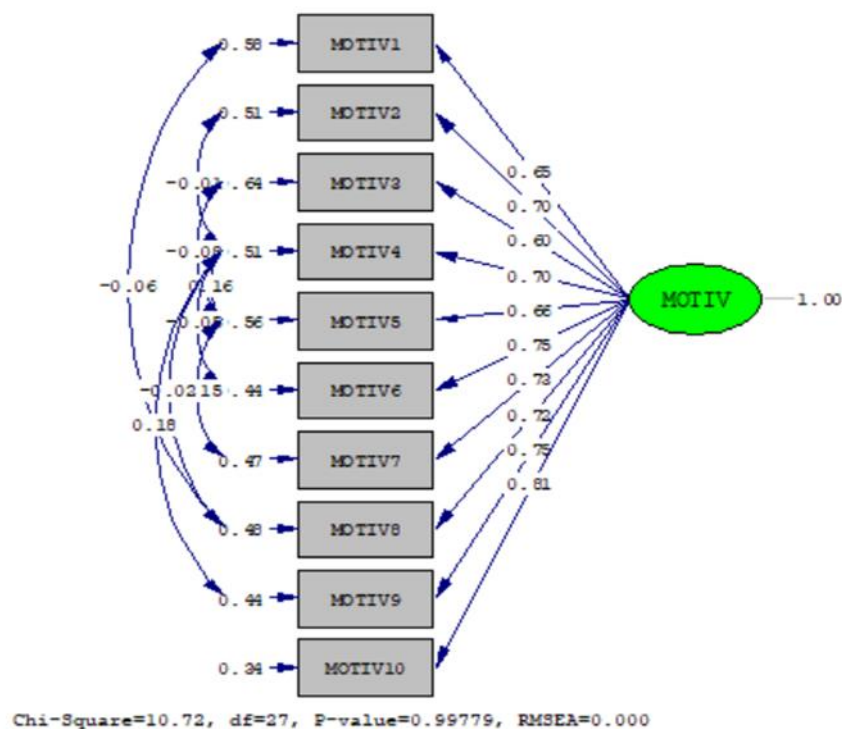 0.58 MOTIV1
0.51 MOTIV2
0.65
-0.01 0.64 MOTIV3
0.70
0.60
-0.08 0.51 MOTIV4
0.70
-0.06 0.16
MOTIV 1.00
0.66
-0.05 0.56 MOTIV5
0.75
0.73
-0.02 0.44 MOTIV6
0.72
0.18
0.75
0.47 MOTIV7
0.81
0.48 MOTIV8
0.44 MOTIV9
0.34 MOTIV10
Chi-Square=10.72, df=27, P-value=0.99779, RMSEA=0.000